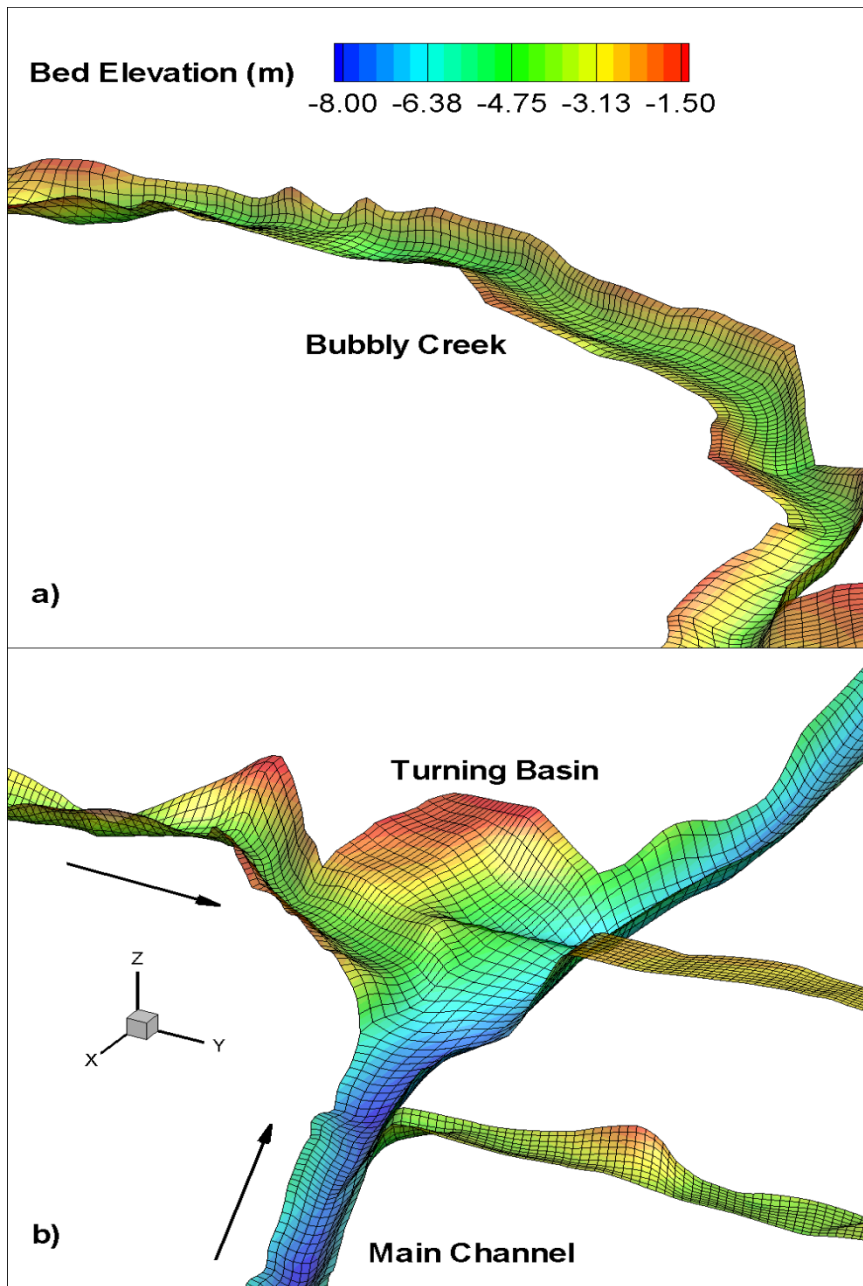 Bed Elevation (m)
-8.00 -6.38 -4.75 -3.13 -1.50
Bubbly Creek
a)
Turning Basin
Z
X
Y
b)
Main Channel